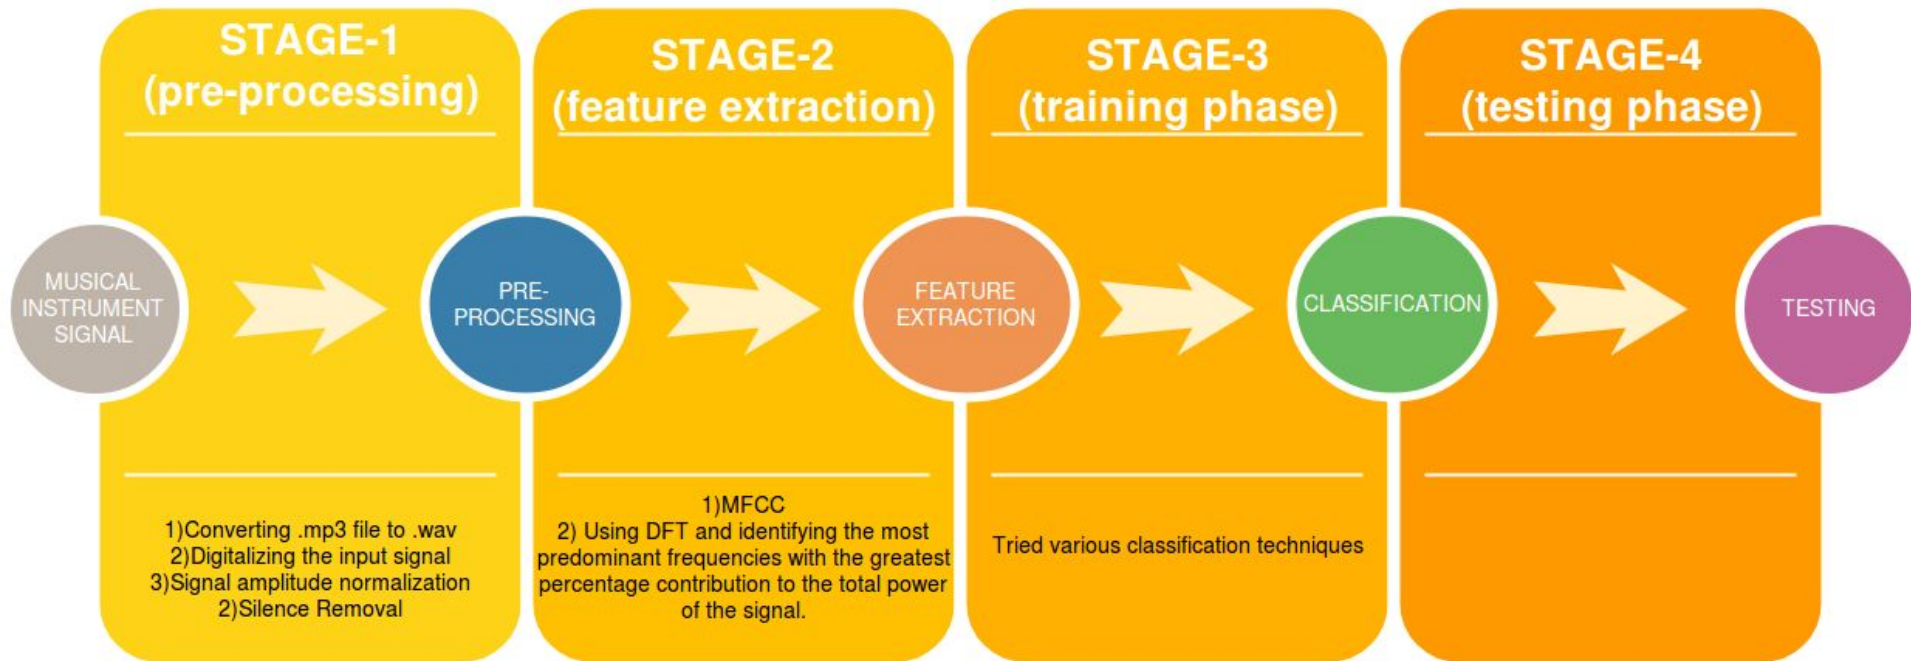 STAGE-1
(pre-processing)
STAGE-2
(feature extraction)
STAGE-3
(training phase)
STAGE-4
(testing phase)
MUSICAL
INSTRUMENT
SIGNAL
PRE-
PROCESSING
FEATURE
EXTRACTION
CLASSIFICATION
TESTING
1)Converting .mp3 file to .wav
2)Digitalizing the input signal
3)Signal amplitude normalization
2)Silence Removal
1)MFCC
2) Using DFT and identifying the most
predominant frequencies with the greatest
percentage contribution to the total power
of the signal.
Tried various classification techniques